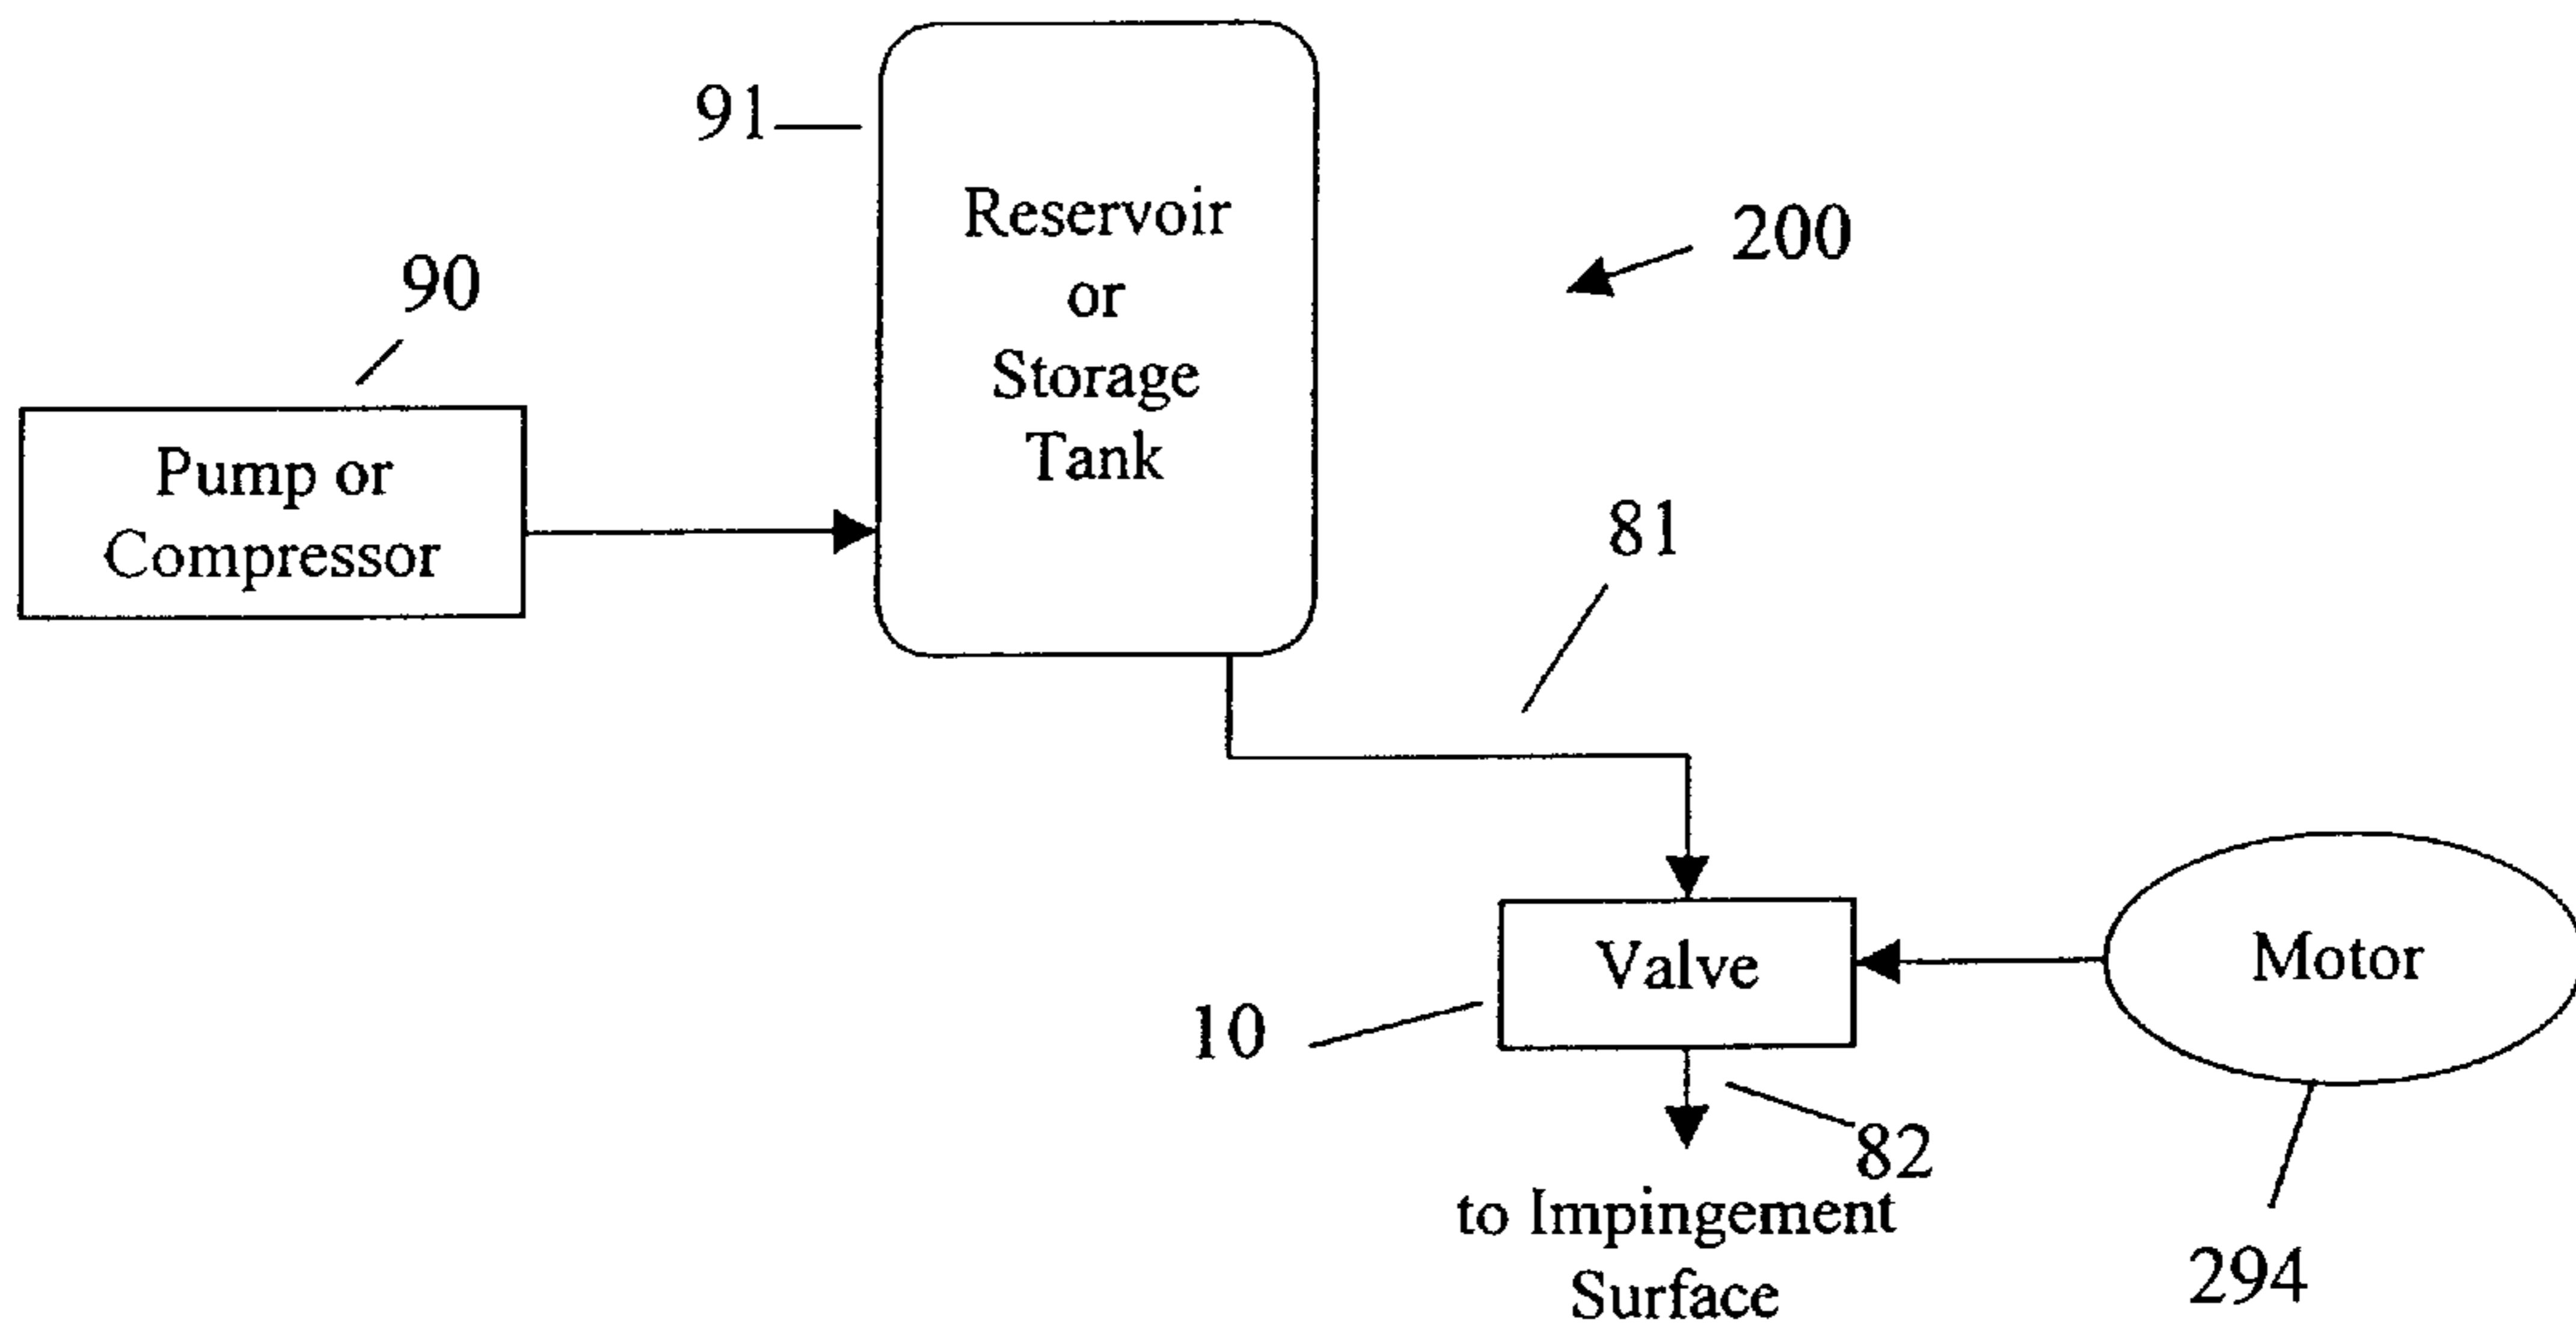 91
Reservoir
or
Storage
Tank
200
90
Pump or
Compressor
81
Valve
Motor
10
82
to Impingement
Surface
294